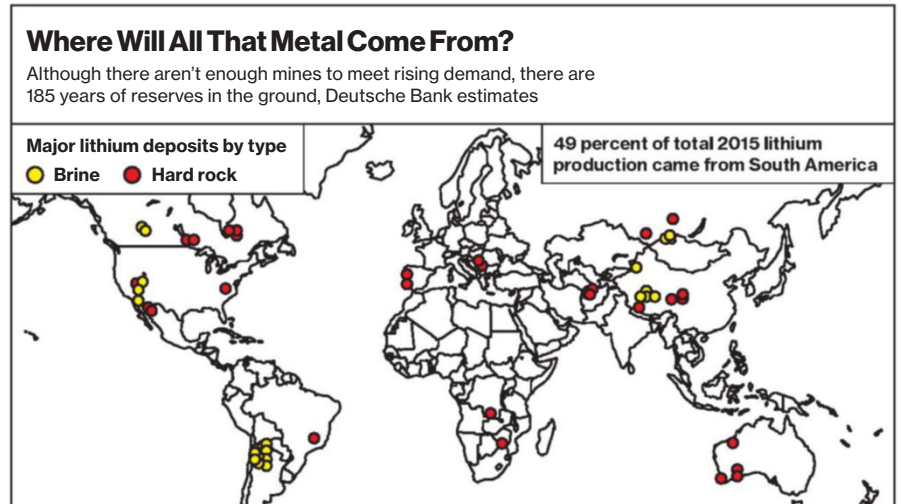 Where Will All That Metal Come From?
Although there aren't enough mines to meet rising demand, there are
185 years of reserves in the ground, Deutsche Bank estimates
Major lithium deposits by type
Brine Hard rock
49 percent of total 2015 lithium
production came from South America